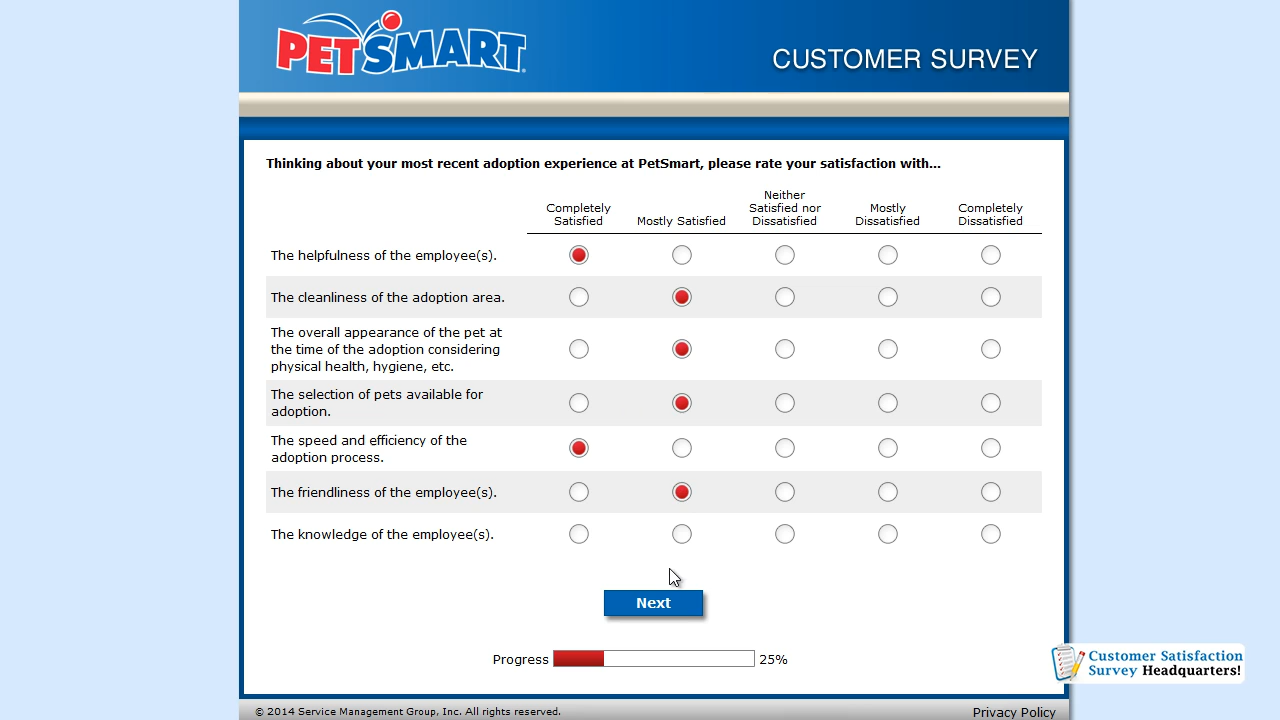 PETSMART
CUSTOMER SURVEY
Thinking about your most recent adoption experience at PetSmart, please rate your satisfaction with...
Completely
Satisfied
Mostly Satisfied
Neither
Satisfied nor
Dissatisfied
Mostly
Dissatisfied
Completely
Dissatisfied
The helpfulness of the employee(s).
The cleanliness of the adoption area.
The overall appearance of the pet at
the time of the adoption considering
physical health, hygiene, etc.
The selection of pets available for
adoption.
The speed and efficiency of the
adoption process.
The friendliness of the employee(s).
The knowledge of the employee(s).
Next
Progress 25%
Customer Satisfaction
Survey Headquarters!
© 2014 Service Management Group, Inc. All rights reserved.
Privacy Policy